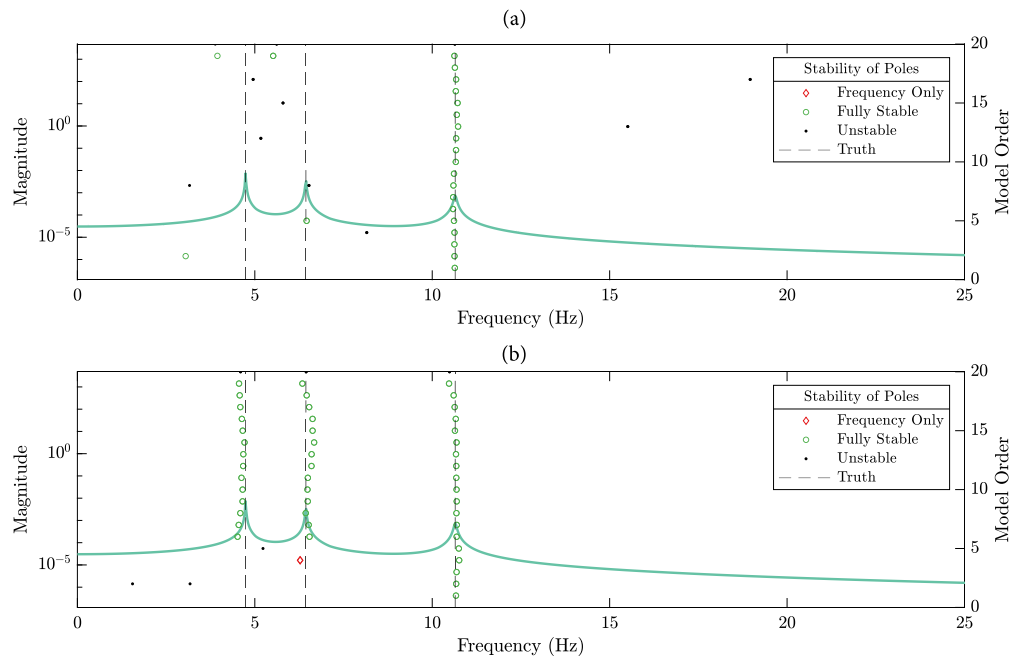 (a)
Magnitude
10^0
10^-5
0 5 10 15 20 25
Frequency (Hz)
20
15
10
5
0
Model Order
Stability of Poles
Frequency Only
Fully Stable
Unstable
Truth
(b)
Magnitude
10^0
10^-5
0 5 10 15 20 25
Frequency (Hz)
20
15
10
5
0
Model Order
Stability of Poles
Frequency Only
Fully Stable
Unstable
Truth